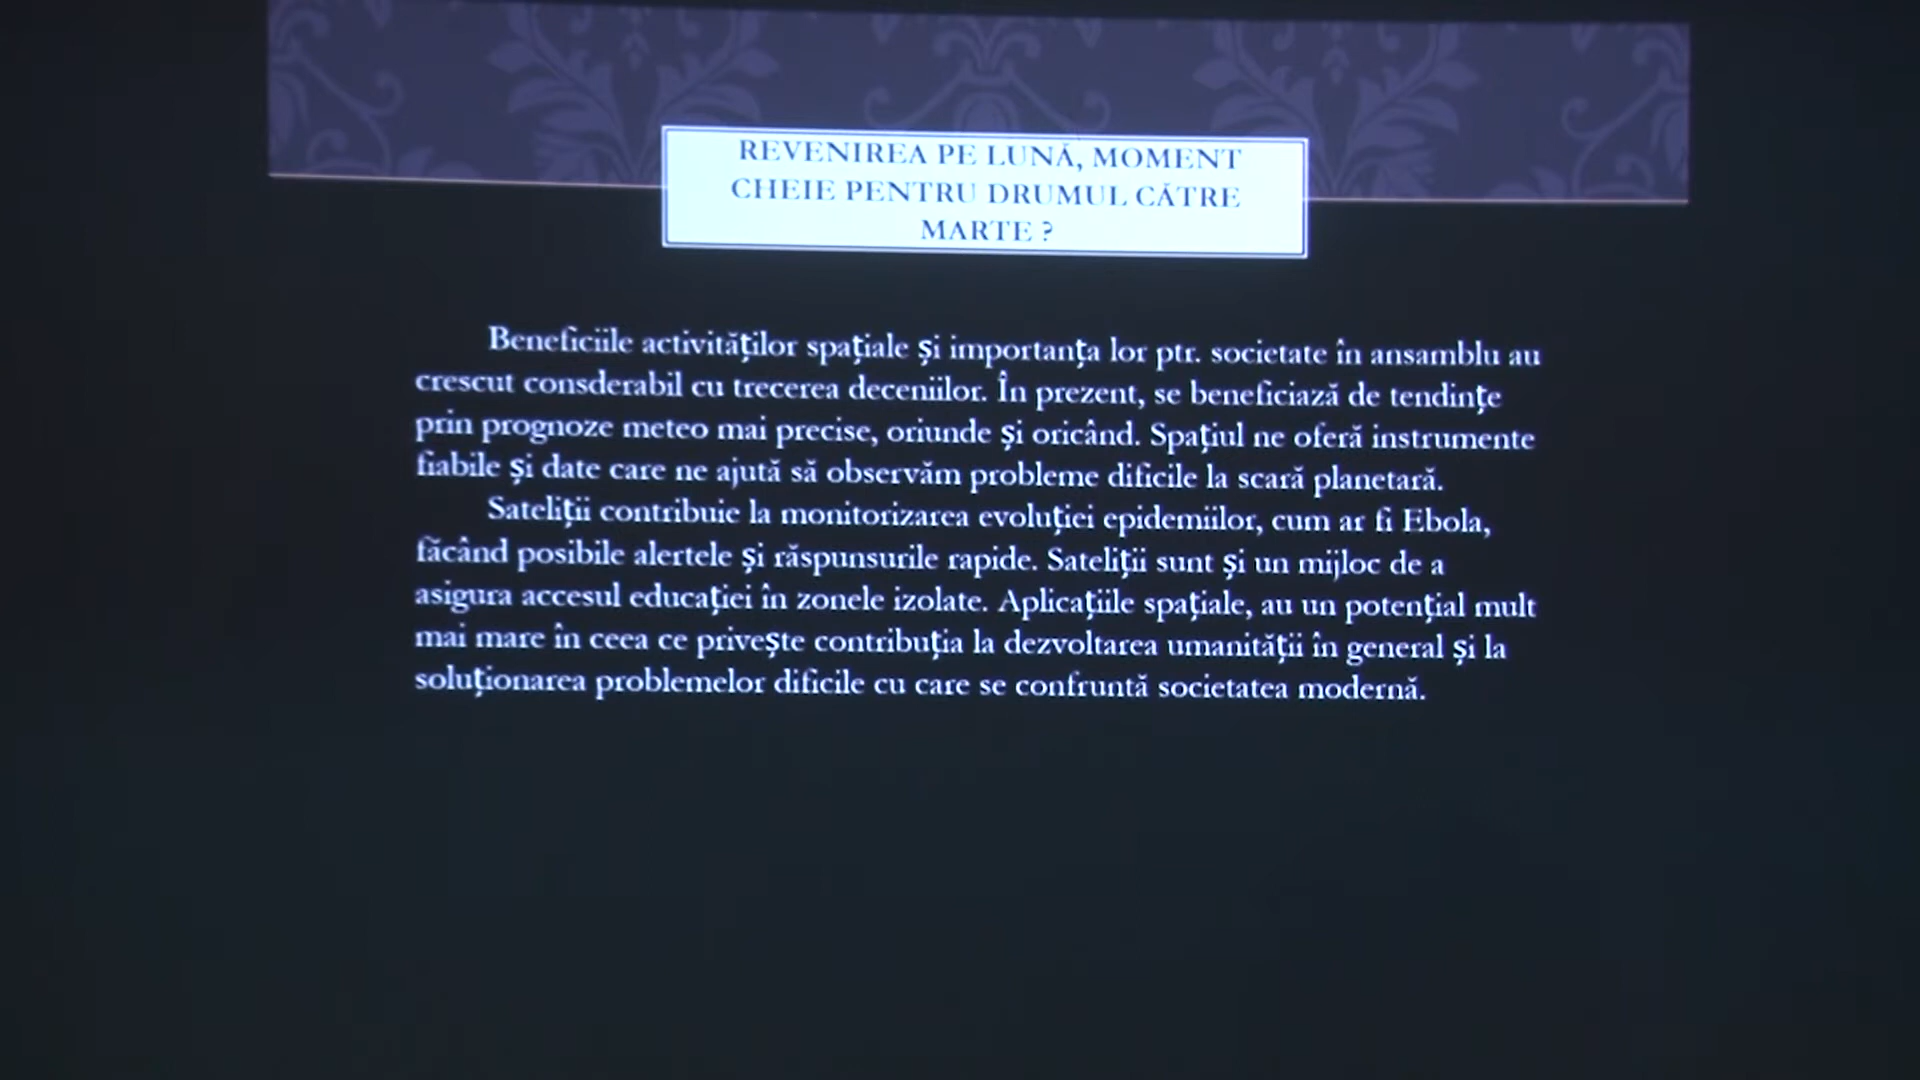 REVENIREA PE LUNĂ, MOMENT
CHEIE PENTRU DRUMUL CĂTRE
MARTE ?
Beneficiile activităților spațiale și importanța lor ptr. societate în ansamblu au
crescut consderabil cu trecerea deceniilor. În prezent, se beneficiază de tendințe
prin prognoze meteo mai precise, oriunde și oricând. Spațiul ne oferă instrumente
fiabile și date care ne ajută să observăm probleme dificile la scară planetară.
Sateliții contribuie la monitorizarea evoluției epidemiilor, cum ar fi Ebola,
făcând posibile alertele și răspunsurile rapide. Sateliții sunt și un mijloc de a
asigura accesul educației în zonele izolate. Aplicațiile spațiale, au un potențial mult
mai mare în ceea ce privește contribuția la dezvoltarea umanității în general și la
soluționarea problemelor dificile cu care se confruntă societatea modernă.